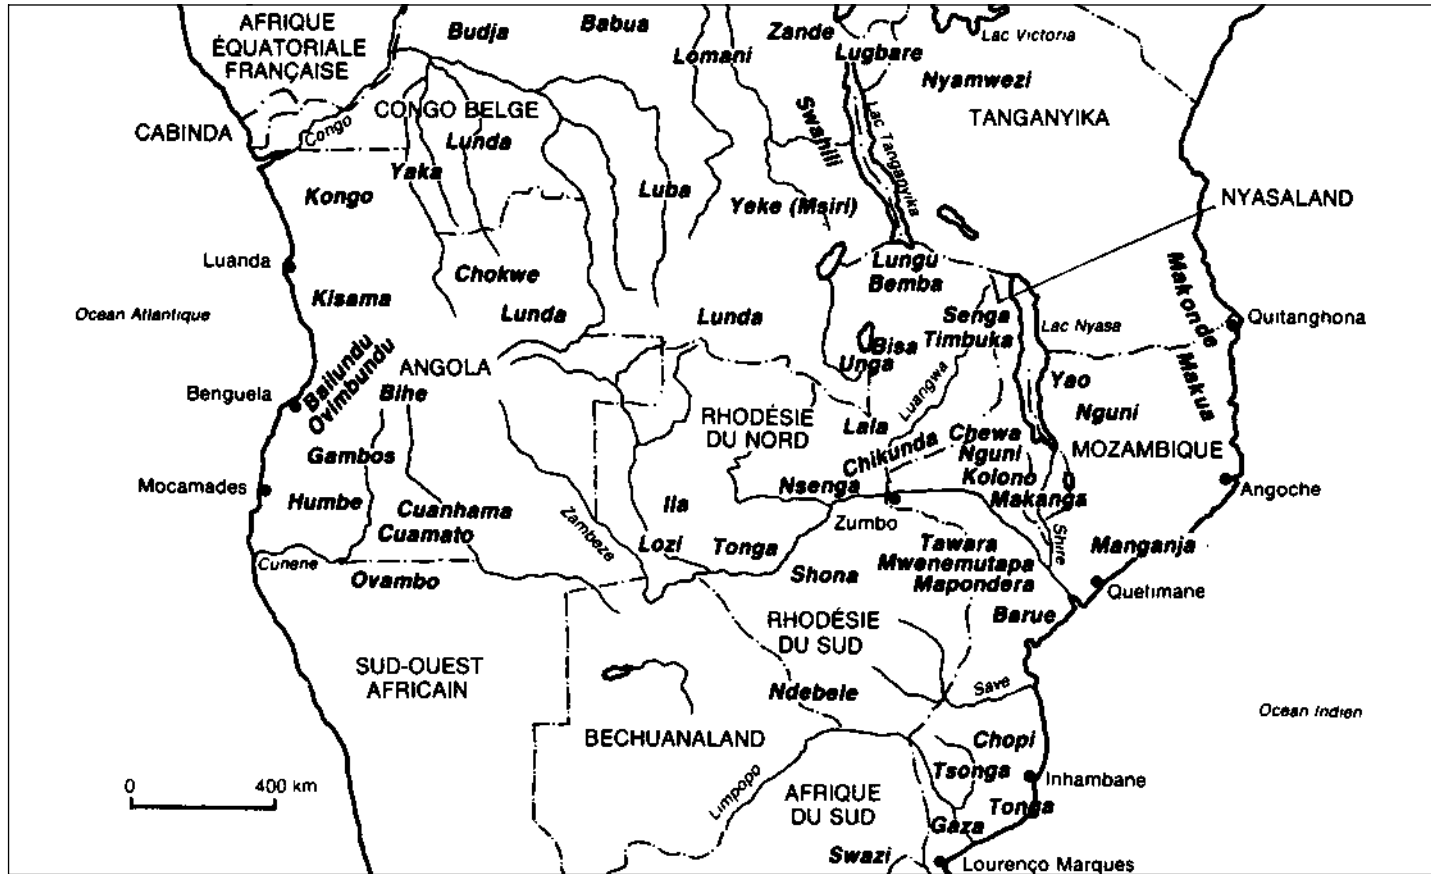 AFRIQUE
ÉQUATORIALE
FRANÇAISE
Budja
Babua
Zande
Lac Victoria
Lomani
Lugbare
Nyamwezi
CONGO BELGE
TANGANYIKA
CABINDA
Congo
Lunda
Swahili
Lac Tanganyika
Yaka
Kongo
Luba
Yeke (Msiri)
NYASALAND
Luanda
Chokwe
Lungu
Bemba
Makonde
Kisama
Lunda
Lunda
Senga
Timbuka
Lac Nyasa
Quitanghona
Ocean Atlantique
Bisa
Unga
Bailundu
Ovimbundu
ANGOLA
Luangwa
Yao
Makua
Benguela
Bihe
RHODÉSIE
DU NORD
Lala
Nguni
Chikunda
Chewa
Nguni
Kolono
Makanga
MOZAMBIQUE
Gambos
Mocamades
Humbe
Nsenga
Angoche
Cuanhama
Cuamato
Ila
Zumbo
Zambeze
Lozi
Tonga
Tawara
Mwenemutapa
Mapondera
Shire
Manganja
Cunene
Ovambo
Shona
Quelimane
Barue
RHODÉSIE
DU SUD
SUD-OUEST
AFRICAIN
Ndebele
Save
Ocean Indien
BECHUANALAND
Chopi
Limpopo
Tsonga
Inhambane
0
400 km
AFRIQUE
DU SUD
Tonga
Gaza
Swazi
Lourenço Marques